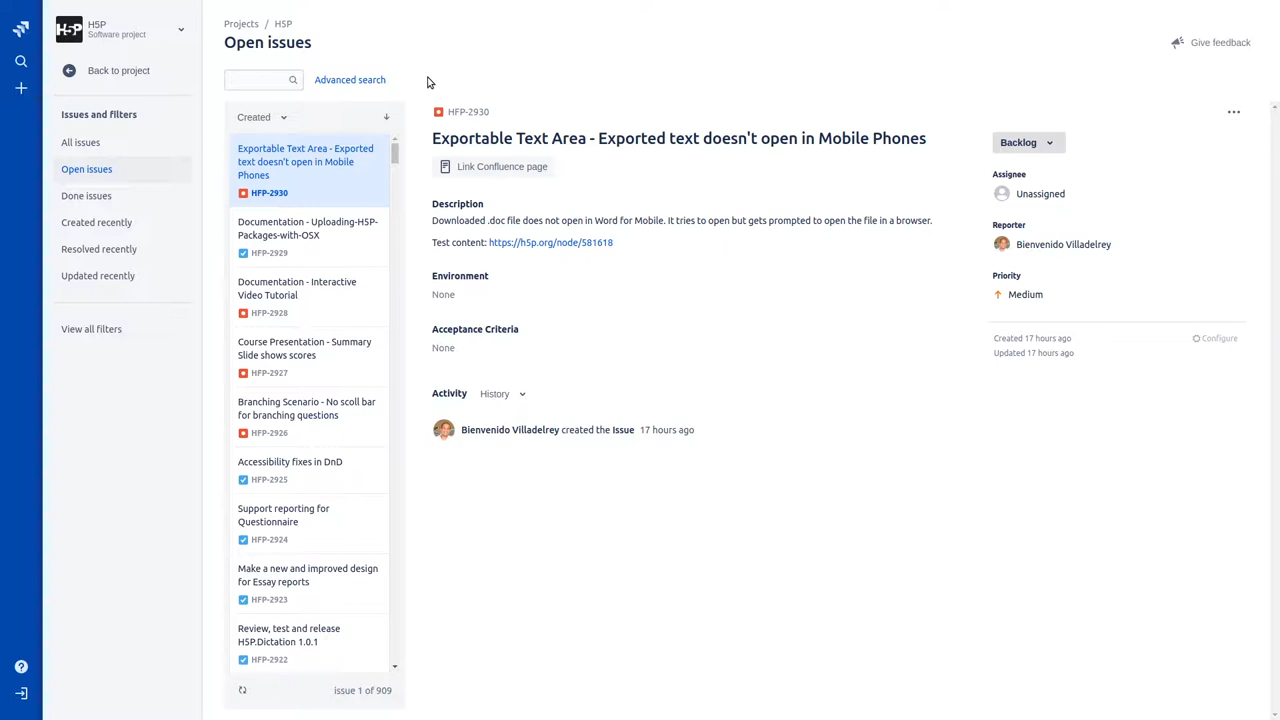 H5P
H5P
Software project
Back to project
Issues and filters
All issues
Open issues
Done issues
Created recently
Resolved recently
Updated recently
View all filters
Projects / H5P
Open issues
Give feedback
Advanced search
Created
Exportable Text Area - Exported
text doesn't open in Mobile
Phones
HFP-2930
Documentation - Uploading-H5P-
Packages-with-OSX
HFP-2929
Documentation - Interactive
Video Tutorial
HFP-2928
Course Presentation - Summary
Slide shows scores
HFP-2927
Branching Scenario - No scoll bar
for branching questions
HFP-2926
Accessibility fixes in DnD
HFP-2925
Support reporting for
Questionnaire
HFP-2924
Make a new and improved design
for Essay reports
HFP-2923
Review, test and release
H5P.Dictation 1.0.1
HFP-2922
issue 1 of 909
HFP-2930
Exportable Text Area - Exported text doesn't open in Mobile Phones
Link Confluence page
Description
Downloaded .doc file does not open in Word for Mobile. It tries to open but gets prompted to open the file in a browser.
Test content: https://h5p.org/node/581618
Environment
None
Acceptance Criteria
None
Activity History
Bienvenido Villadelrey created the Issue 17 hours ago
Backlog
Assignee
Unassigned
Reporter
Bienvenido Villadelrey
Priority
Medium
Created 17 hours ago
Configure
Updated 17 hours ago